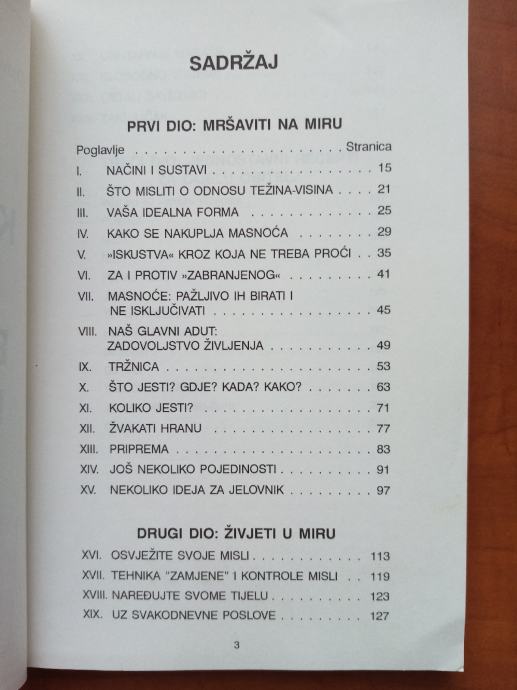 SADRŽAJ
PRVI DIO: MRŠAVITI NA MIRU
Poglavlje . . . . . . . . . . . . . . . . . . . . . . . . Stranica
I. NAČINI I SUSTAVI . . . . . . . . . . . . . . . . 15
II. ŠTO MISLITI O ODNOSU TEŽINA-VISINA . . . . 21
III. VAŠA IDEALNA FORMA . . . . . . . . . . . . 25
IV. KAKO SE NAKUPLJA MASNOĆA . . . . . . . . 29
V. »ISKUSTVA« KROZ KOJA NE TREBA PROĆI . . 35
VI. ZA I PROTIV »ZABRANJENOG« . . . . . . . . 41
VII. MASNOĆE: PAŽLJIVO IH BIRATI I
NE ISKLJUČIVATI . . . . . . . . . . . . . . . . 45
VIII. NAŠ GLAVNI ADUT:
ZADOVOLJSTVO ŽIVLJENJA . . . . . . . . . . 49
IX. TRŽNICA . . . . . . . . . . . . . . . . . . . . . 53
X. ŠTO JESTI? GDJE? KADA? KAKO? . . . . . . . 63
XI. KOLIKO JESTI? . . . . . . . . . . . . . . . . . 71
XII. ŽVAKATI HRANU . . . . . . . . . . . . . . . . 77
XIII. PRIPREMA . . . . . . . . . . . . . . . . . . . 83
XIV. JOŠ NEKOLIKO POJEDINOSTI . . . . . . . . . 91
XV. NEKOLIKO IDEJA ZA JELOVNIK . . . . . . . . 97
DRUGI DIO: ŽIVJETI U MIRU
XVI. OSVJEŽITE SVOJE MISLI . . . . . . . . . . . . 113
XVII. TEHNIKA "ZAMJENE" I KONTROLE MISLI . . . 119
XVIII. NAREĐUJTE SVOME TIJELU . . . . . . . . . . 123
XIX. UZ SVAKODNEVNE POSLOVE . . . . . . . . . 127
3